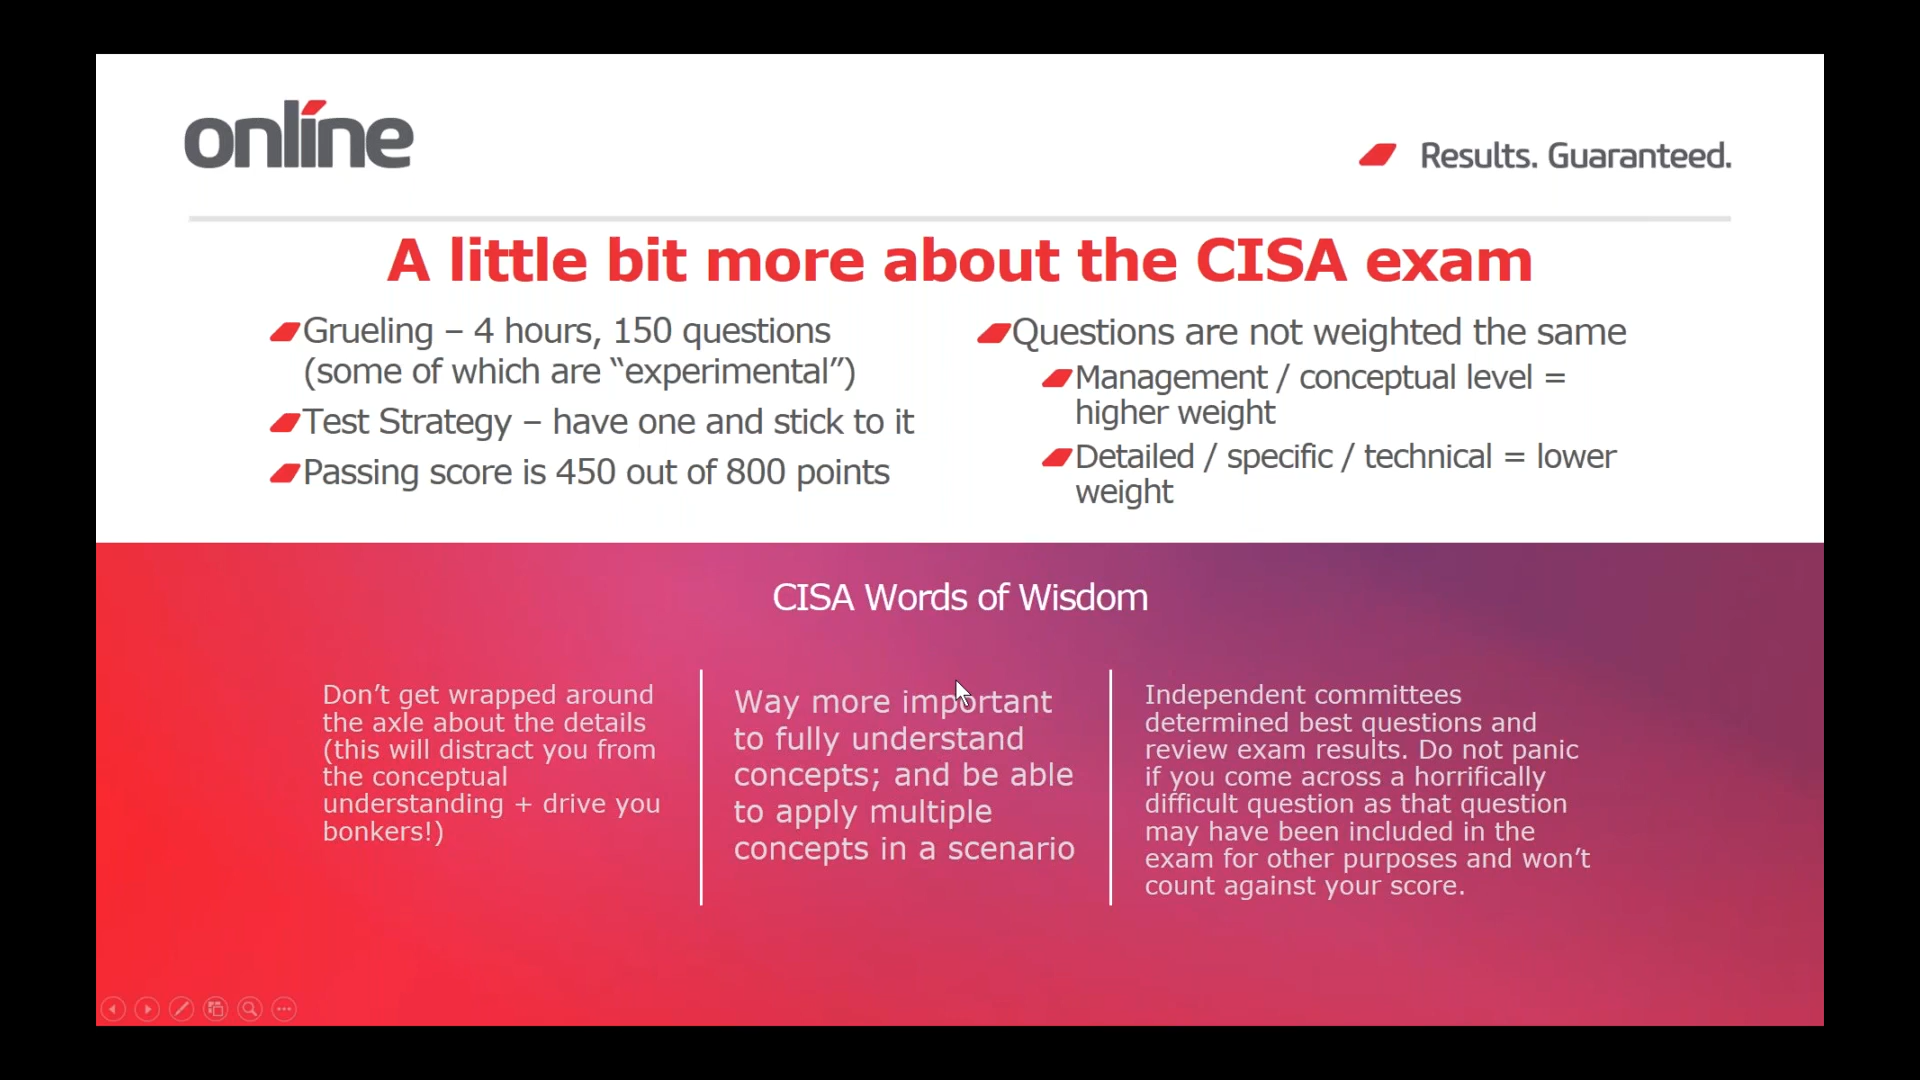 online
Results. Guaranteed.
A little bit more about the CISA exam
Grueling – 4 hours, 150 questions
(some of which are “experimental”)
Test Strategy – have one and stick to it
Passing score is 450 out of 800 points
Questions are not weighted the same
Management / conceptual level =
higher weight
Detailed / specific / technical = lower
weight
CISA Words of Wisdom
Don’t get wrapped around
the axle about the details
(this will distract you from
the conceptual
understanding + drive you
bonkers!)
Way more important
to fully understand
concepts; and be able
to apply multiple
concepts in a scenario
Independent committees
determined best questions and
review exam results. Do not panic
if you come across a horrifically
difficult question as that question
may have been included in the
exam for other purposes and won’t
count against your score.